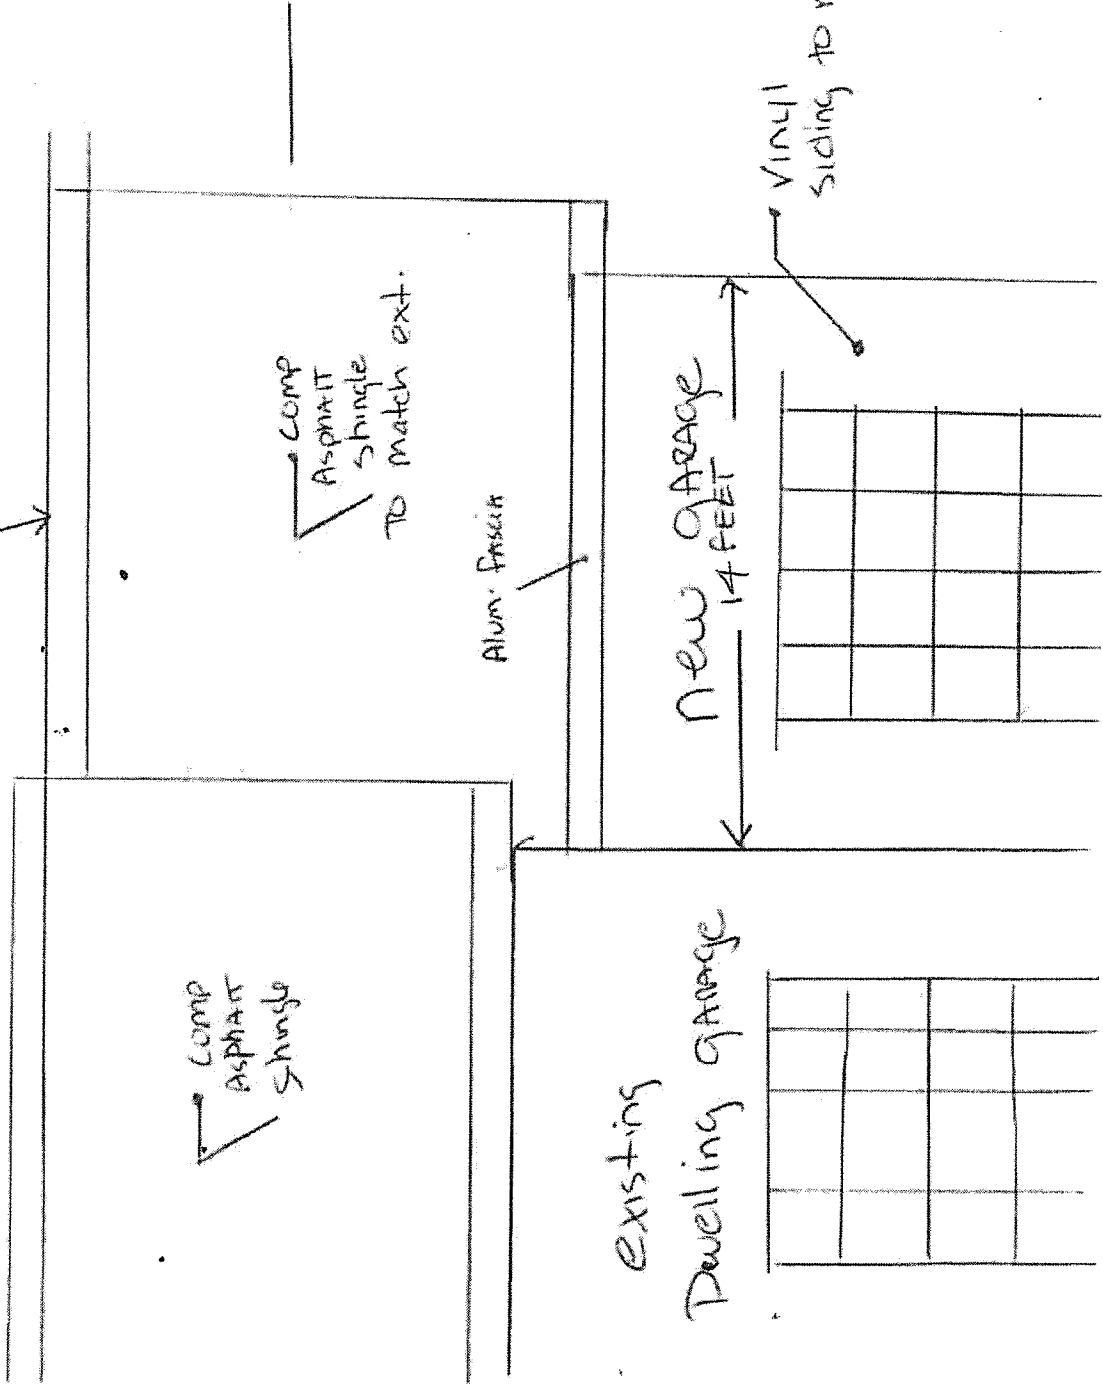 comp
AsphAlT
Shingle
comp
AsphAlT
Shingle
TO match ext.
Alum. fascia
existing
Dwelling gARAge
new gARAge
14 FEET
Vinyl
siding to